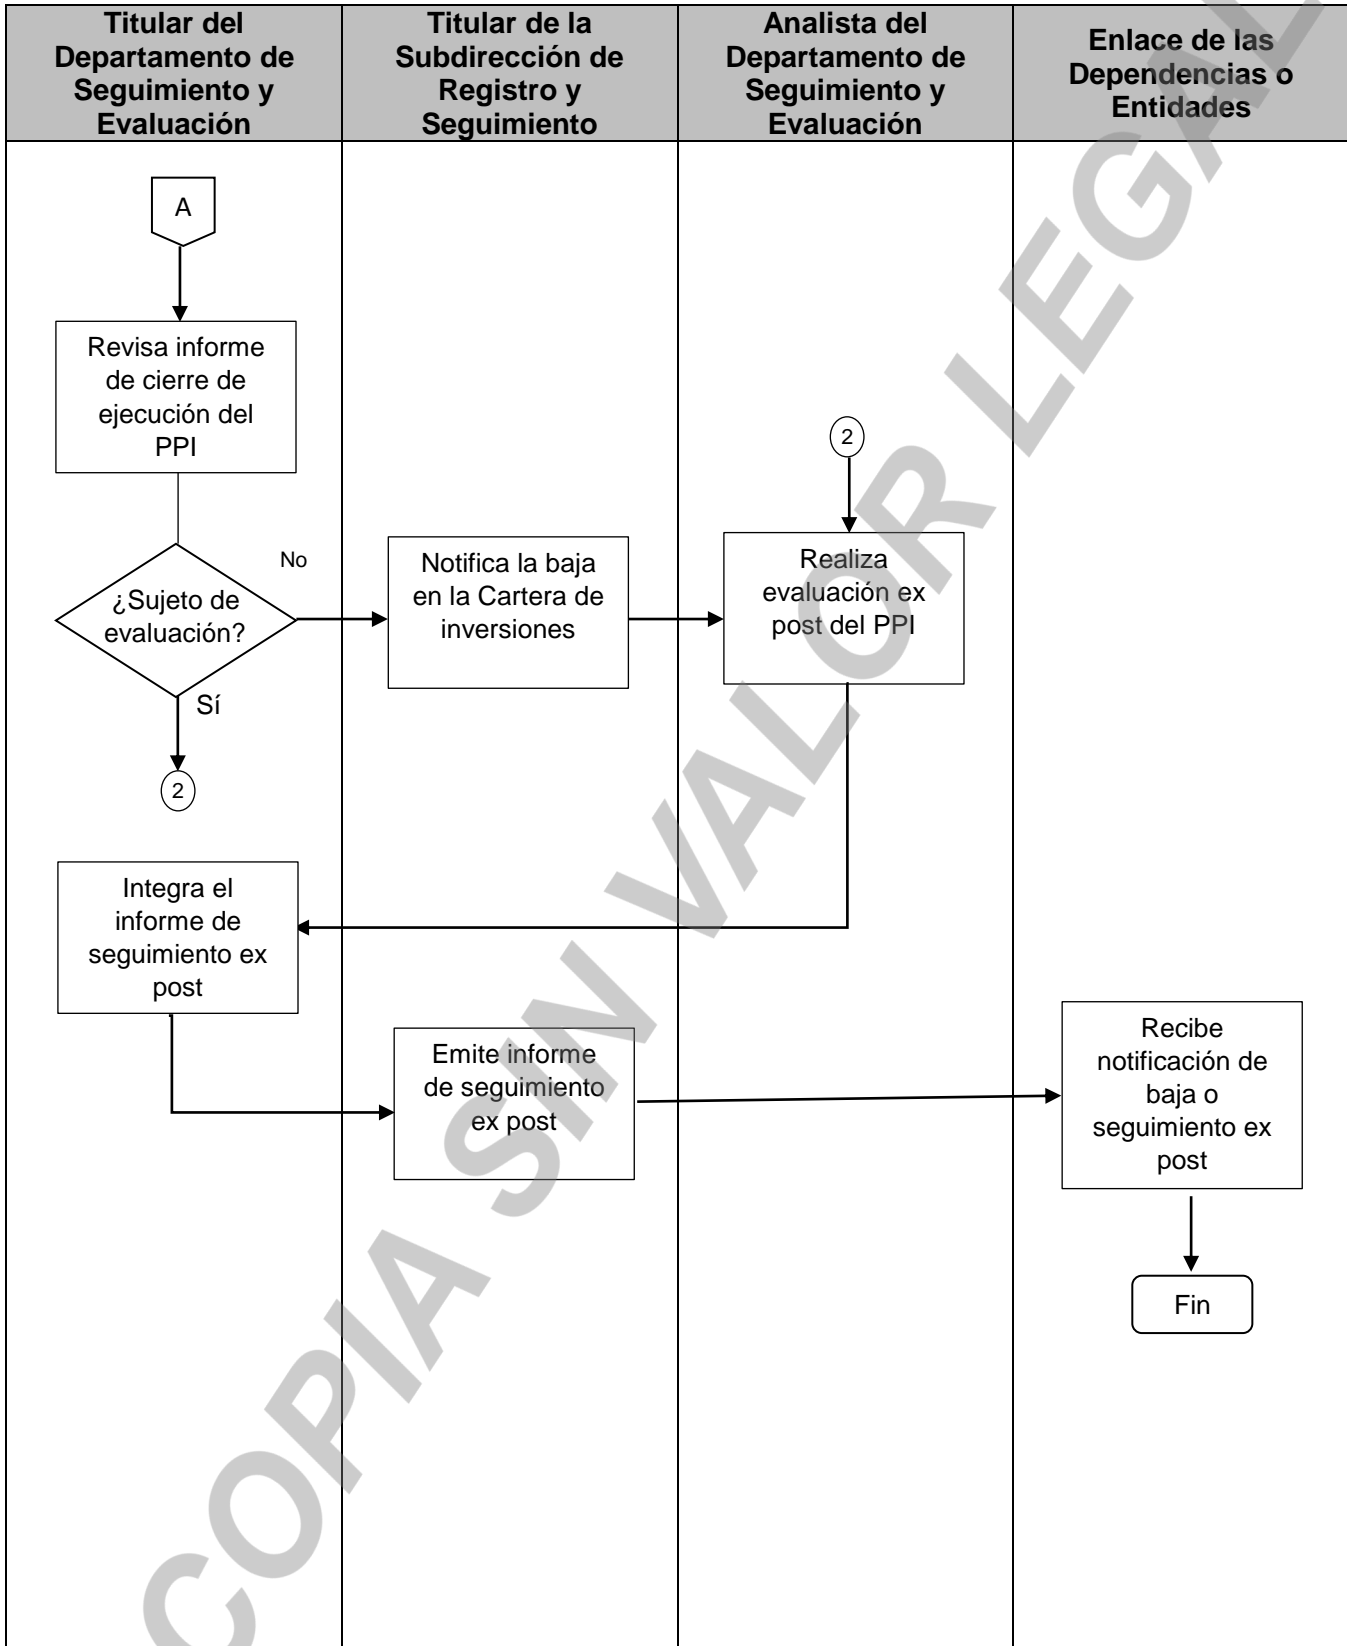 Titular del
Departamento de
Seguimiento y
Evaluación
Titular de la
Subdirección de
Registro y
Seguimiento
Analista del
Departamento de
Seguimiento y
Evaluación
Enlace de las
Dependencias o
Entidades
A
Revisa informe
de cierre de
ejecución del
PPI
2
¿Sujeto de
evaluación?
No
Sí
2
Notifica la baja
en la Cartera de
inversiones
Realiza
evaluación ex
post del PPI
Integra el
informe de
seguimiento ex
post
Emite informe
de seguimiento
ex post
Recibe
notificación de
baja o
seguimiento ex
post
Fin
COPIA SIN VALOR LEGAL